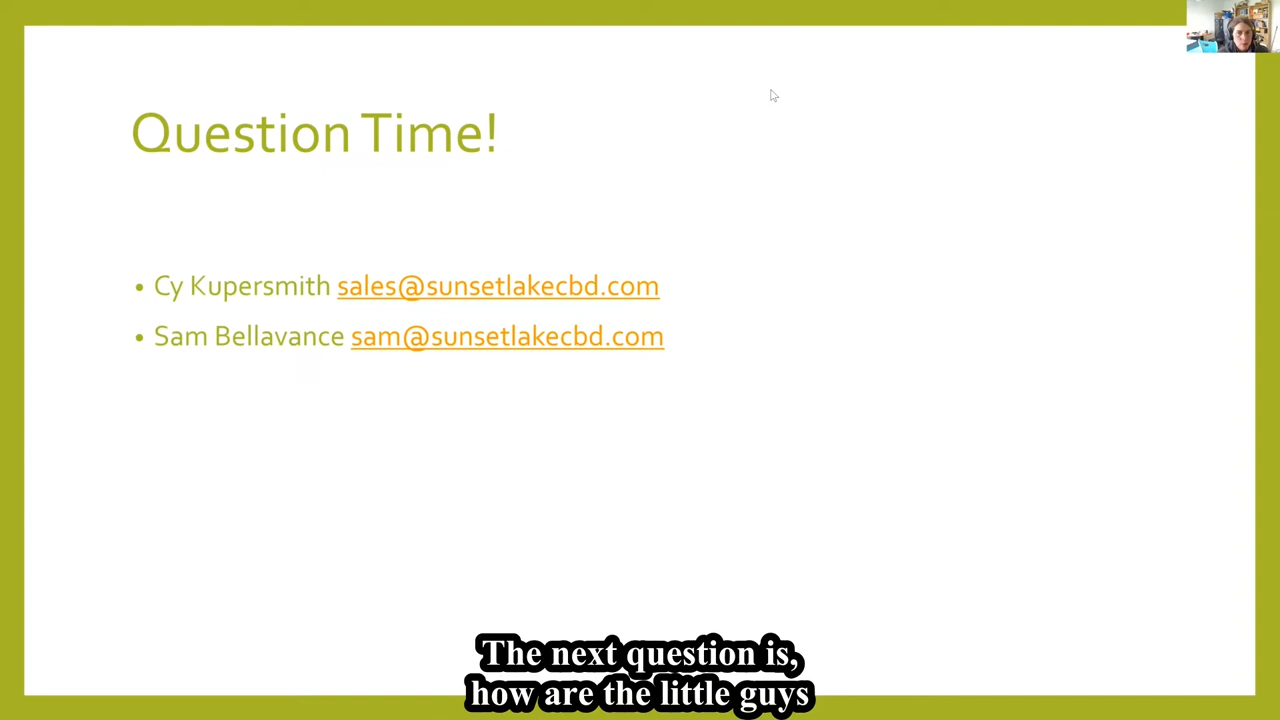 Question Time!
• Cy Kupersmith sales@sunsetlakecbd.com
• Sam Bellavance sam@sunsetlakecbd.com
The next question is,
how are the little guys